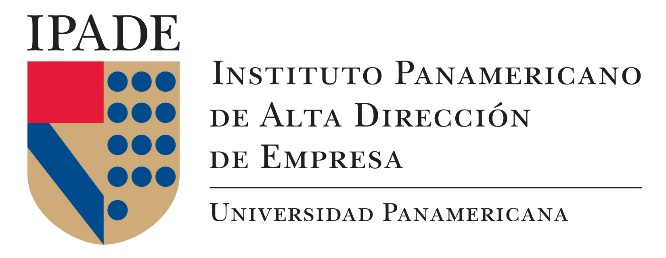 IPADE
INSTITUTO PANAMERICANO
DE ALTA DIRECCIÓN
DE EMPRESA
UNIVERSIDAD PANAMERICANA